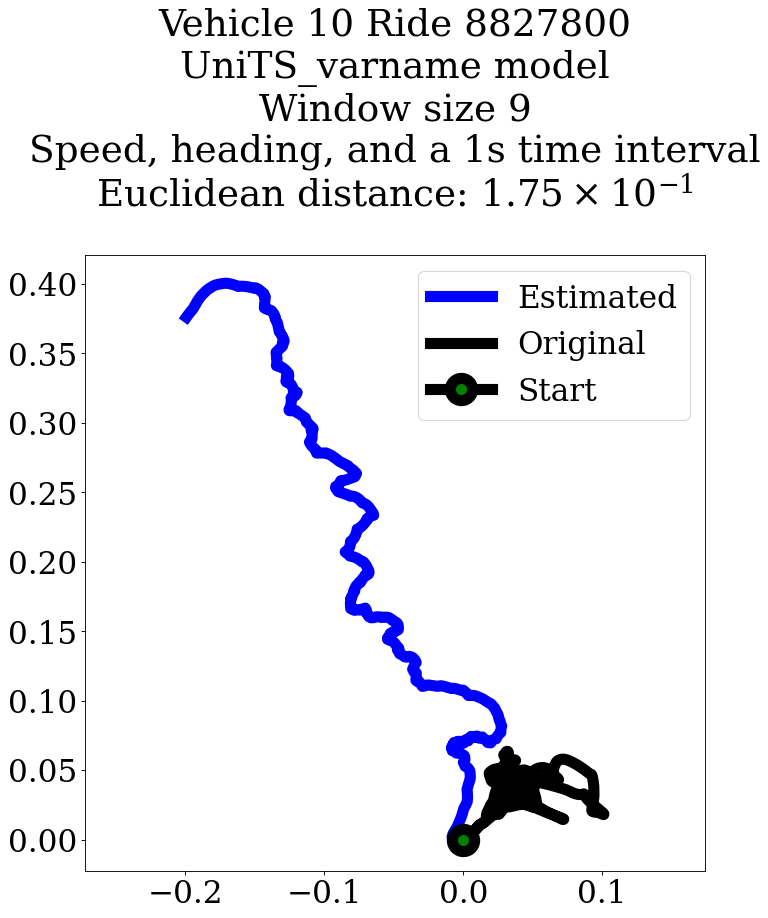 Vehicle 10 Ride 8827800
UniTS_varname model
Window size 9
Speed, heading, and a 1s time interval
Euclidean distance: 1.75 × 10⁻¹
Estimated
Original
Start
0.40
0.35
0.30
0.25
0.20
0.15
0.10
0.05
0.00
−0.2 −0.1 0.0 0.1